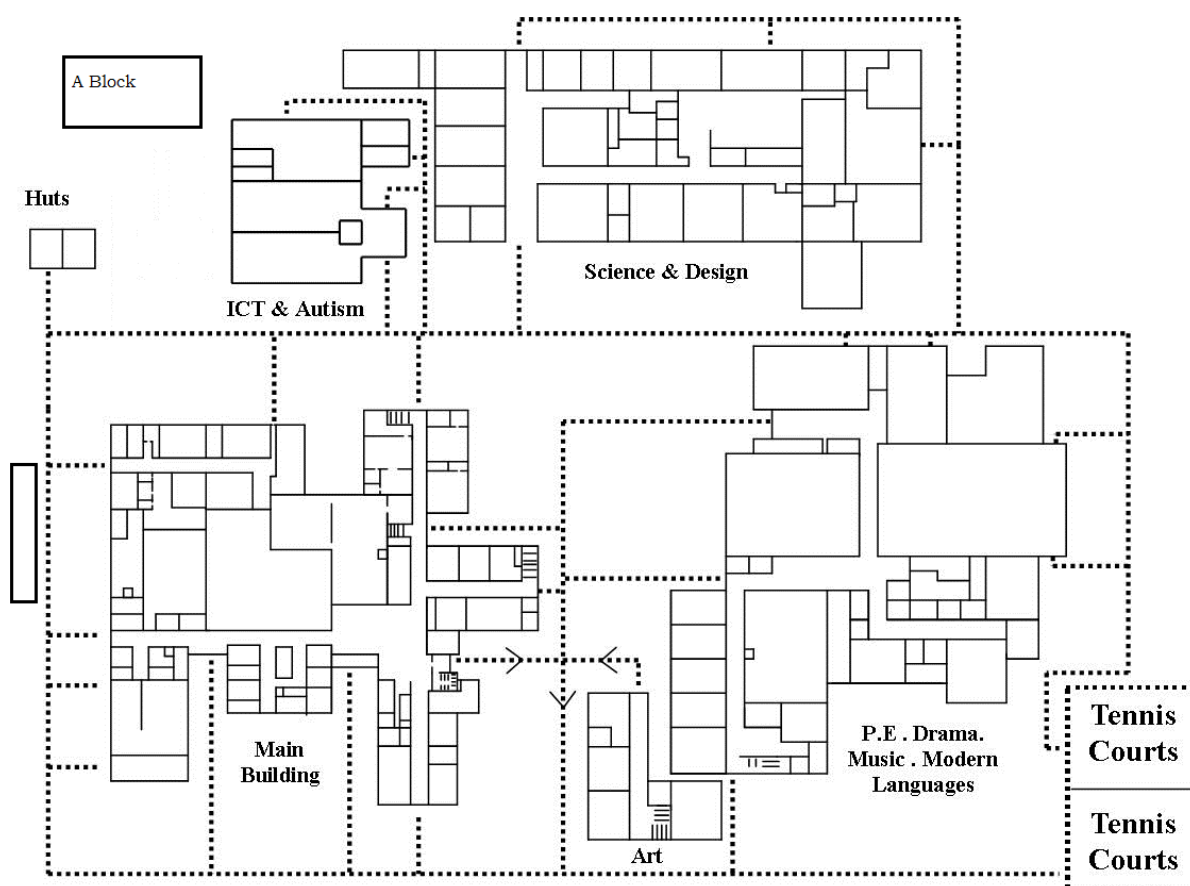 A Block
Huts
Science & Design
ICT & Autism
Main
Building
P.E . Drama.
Music . Modern
Languages
Tennis
Courts
Tennis
Courts
Art